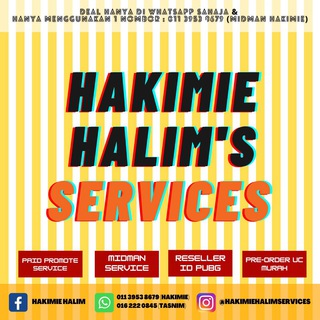 DEAL HANYA DI WHATSAPP SAHAJA &
HANYA MENGGUNAKAN 1 NOMBOR : 011 3953 8679 (MIDMAN HAKIMIE)
HAKIMIE
HALIM'S
SERVICES
PAID PROMOTE
SERVICE
MIDMAN
SERVICE
RESELLER
ID PUBG
PRE-ORDER UC
MURAH
HAKIMIE HALIM
011 3953 8679 (HAKIMIE)
016 222 0845 (TASNIM)
@HAKIMIEHALIMSERVICES